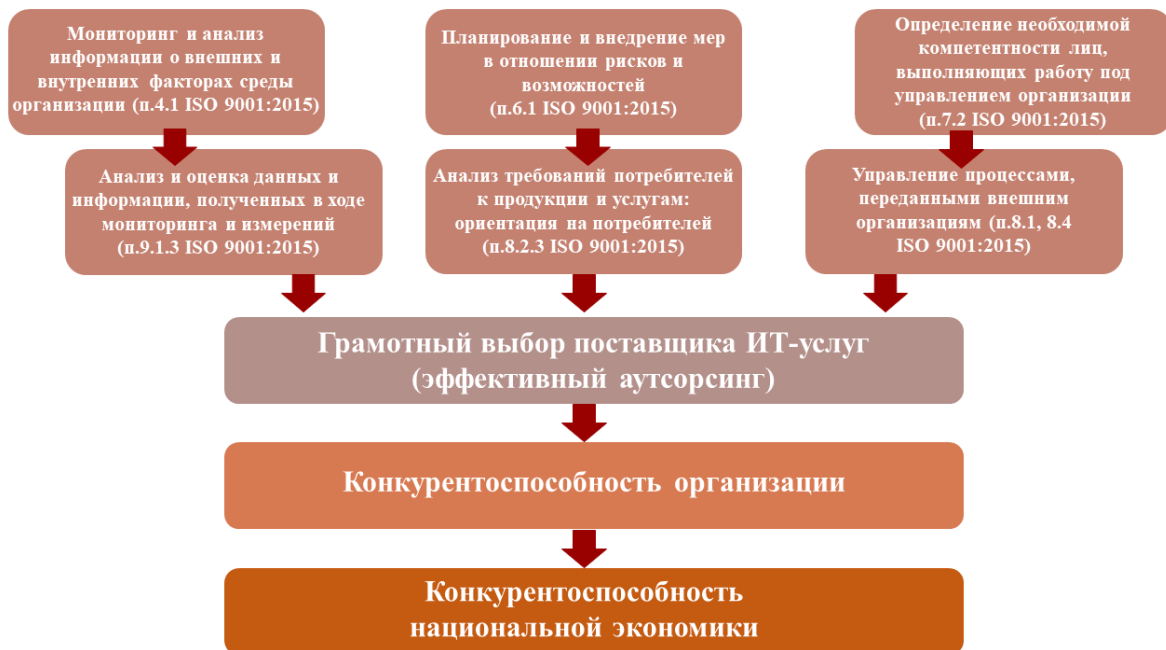 Мониторинг и анализ
информации о внешних и
внутренних факторах среды
организации (п.4.1 ISO 9001:2015)
Планирование и внедрение мер
в отношении рисков и
возможностей
(п.6.1 ISO 9001:2015)
Определение необходимой
компетентности лиц,
выполняющих работу под
управлением организации
(п.7.2 ISO 9001:2015)
Анализ и оценка данных и
информации, полученных в ходе
мониторинга и измерений
(п.9.1.3 ISO 9001:2015)
Анализ требований потребителей
к продукции и услугам:
ориентация на потребителей
(п.8.2.3 ISO 9001:2015)
Управление процессами,
переданными внешним
организациям (п.8.1, 8.4
ISO 9001:2015)
Грамотный выбор поставщика ИТ-услуг
(эффективный аутсорсинг)
Конкурентоспособность организации
Конкурентоспособность
национальной экономики